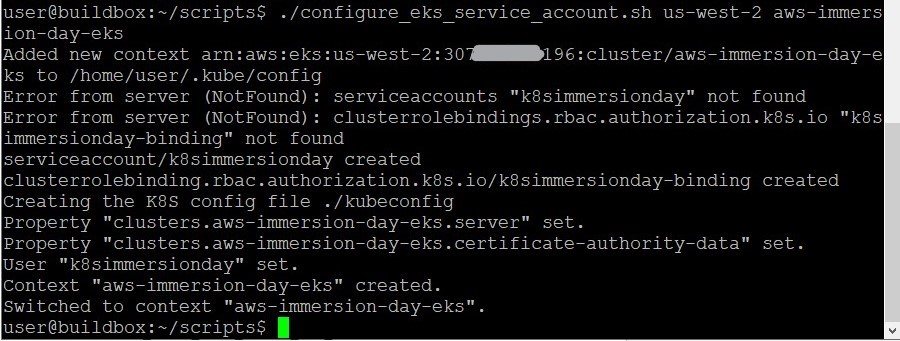 user@buildbox:~/scripts$ ./configure_eks_service_account.sh us-west-2 aws-immers
ion-day-eks
Added new context arn:aws:eks:us-west-2:307 196:cluster/aws-immersion-day-e
ks to /home/user/.kube/config
Error from server (NotFound): serviceaccounts "k8simmersionday" not found
Error from server (NotFound): clusterrolebindings.rbac.authorization.k8s.io "k8s
immersionday-binding" not found
serviceaccount/k8simmersionday created
clusterrolebinding.rbac.authorization.k8s.io/k8simmersionday-binding created
Creating the K8S config file ./kubeconfig
Property "clusters.aws-immersion-day-eks.server" set.
Property "clusters.aws-immersion-day-eks.certificate-authority-data" set.
User "k8simmersionday" set.
Context "aws-immersion-day-eks" created.
Switched to context "aws-immersion-day-eks".
user@buildbox:~/scripts$